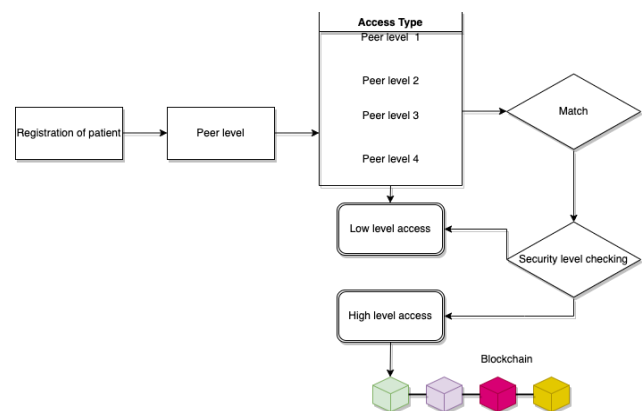 Access Type
Peer level 1
Peer level 2
Peer level 3
Peer level 4
Registration of patient
Peer level
Match
Low level access
Security level checking
High level access
Blockchain